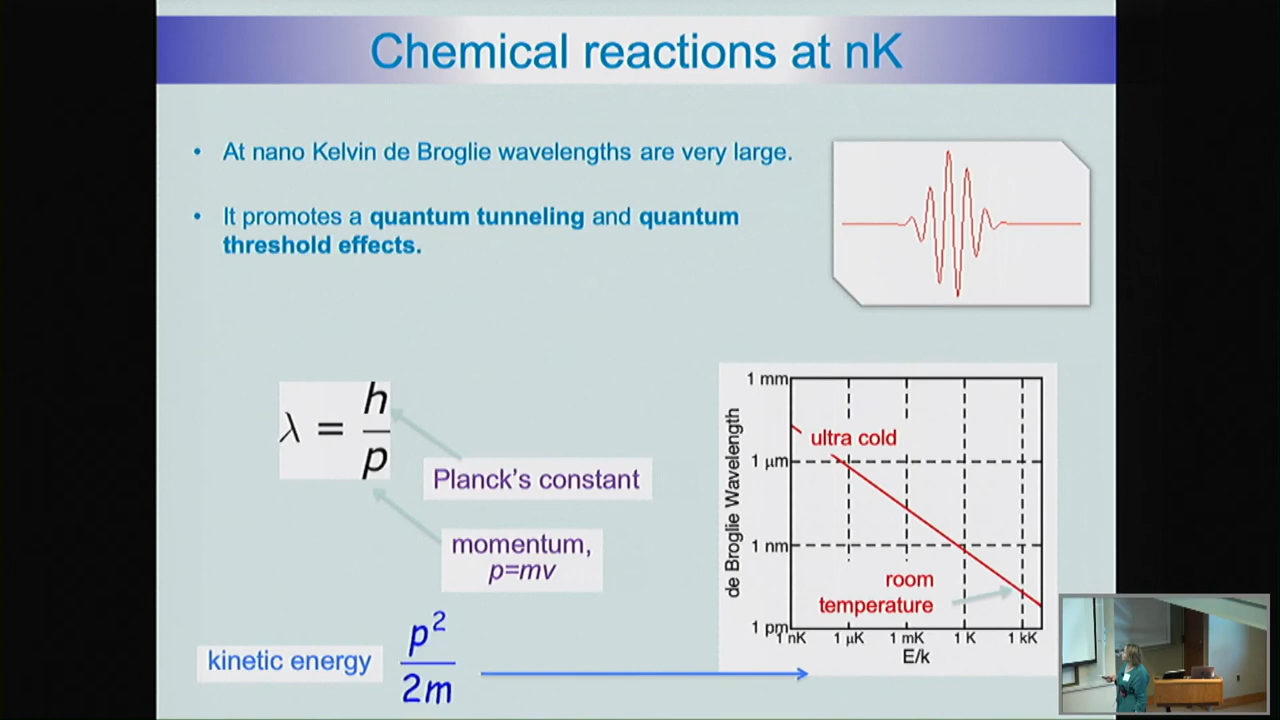 Chemical reactions at nK
• At nano Kelvin de Broglie wavelengths are very large.
• It promotes a quantum tunneling and quantum
threshold effects.
λ = h/p
Planck's constant
momentum,
p=mv
kinetic energy
p²/2m
de Broglie Wavelength
1 mm
1 μm
1 nm
1 pm
ultra cold
room
temperature
1 nK 1 μK 1 mK 1 K 1 kK
E/k